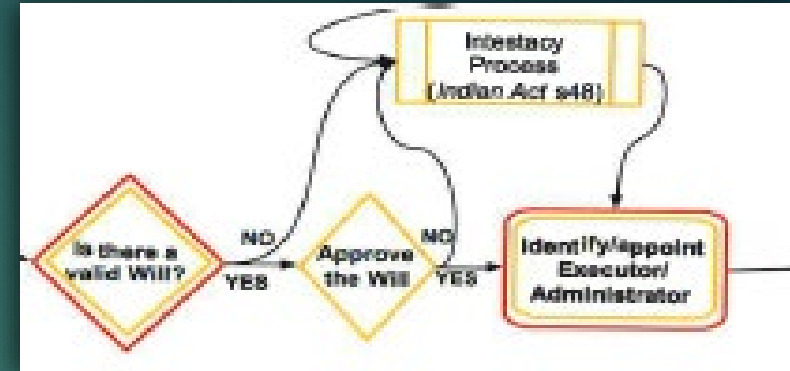 Intestacy
Process
(Indian Act s48)
Is there a
valid Will?
NO
YES
Approve
the Will
NO
YES
Identify/appoint
Executor/
Administrator